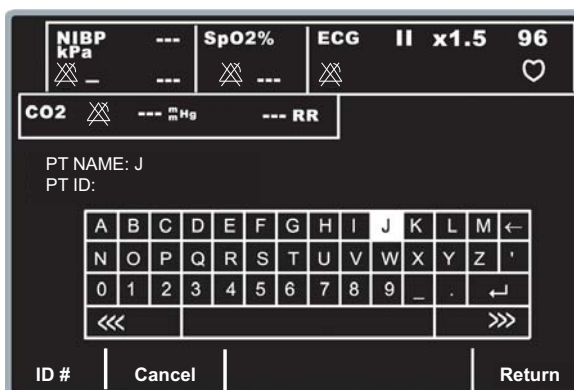 NIBP --- SpO2% ECG II x1.5 96
kPa
_ --- ---
CO2 --- mmHg --- RR
PT NAME: J
PT ID:
A B C D E F G H I J K L M ←
N O P Q R S T U V W X Y Z '
0 1 2 3 4 5 6 7 8 9 _ . ↵
<<< >>>
ID # Cancel Return